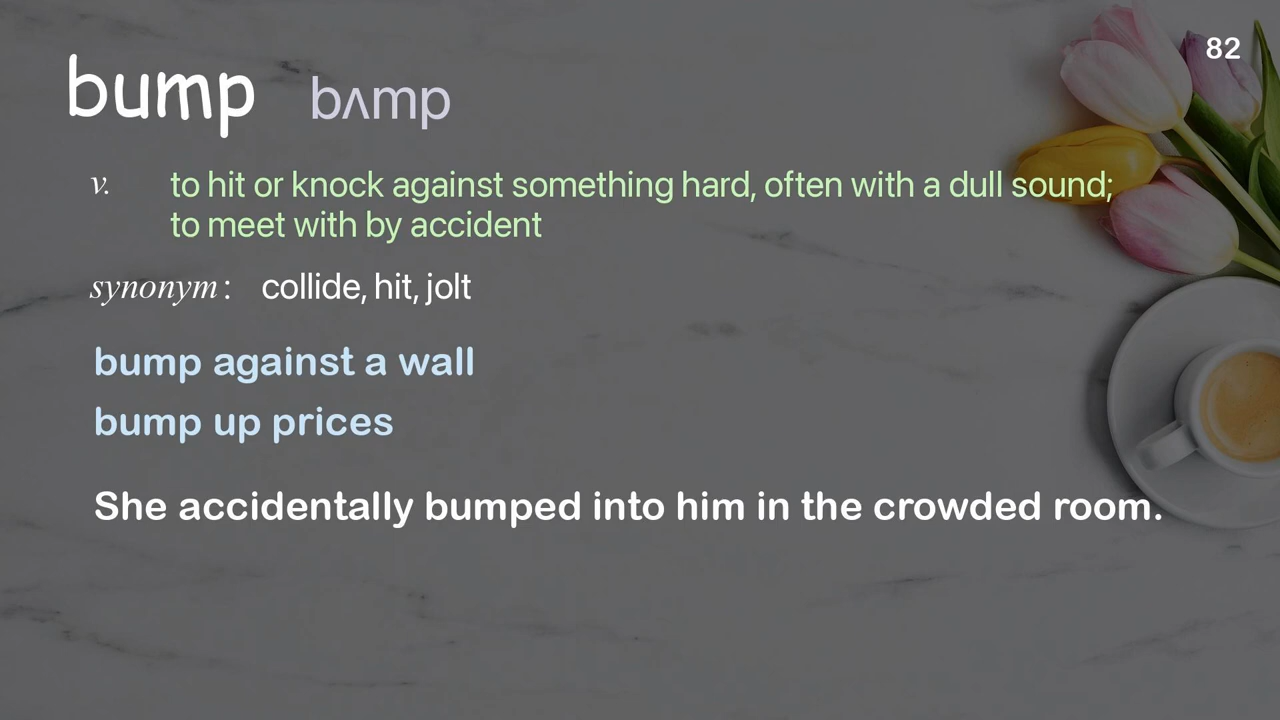 82
bump bʌmp
v. to hit or knock against something hard, often with a dull sound;
to meet with by accident
synonym: collide, hit, jolt
bump against a wall
bump up prices
She accidentally bumped into him in the crowded room.